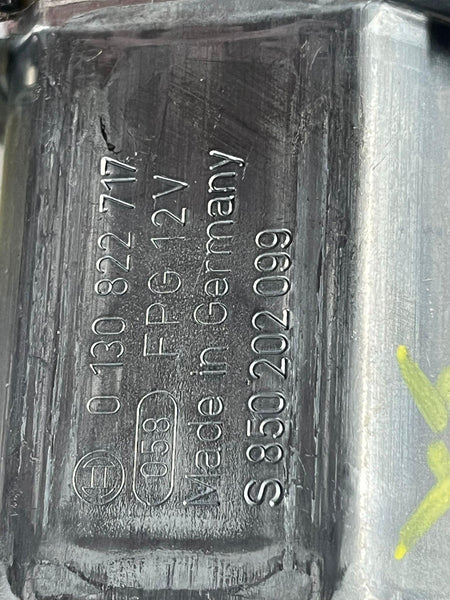 0 130 822 717
058 FPG 12V
Made in Germany
S 850 202 099